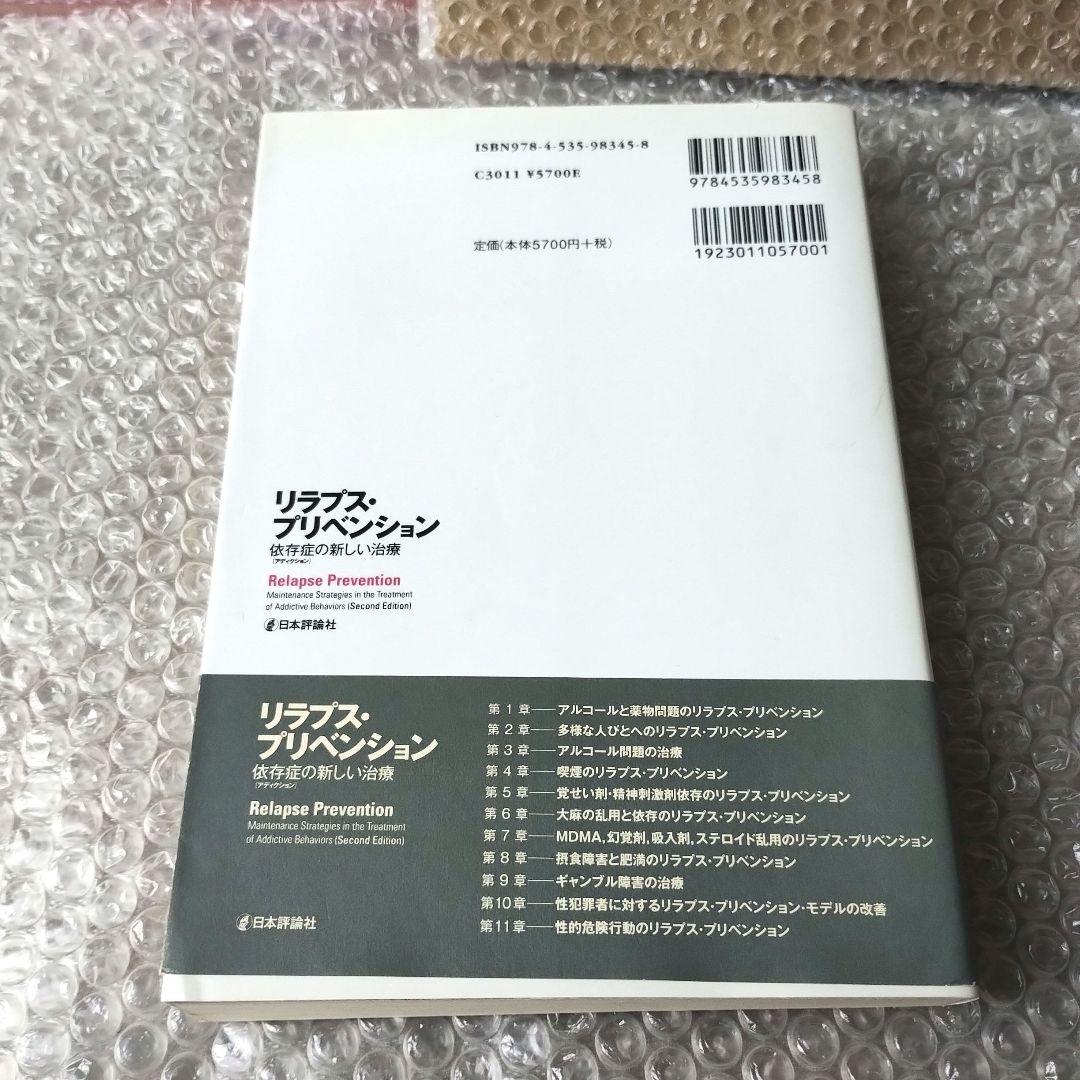 ISBN978-4-535-98345-8
C3011 ¥5700E
定価(本体5700円+税)
9784535983458
1923011057001
リラプス・
プリベンション
依存症の新しい治療
[アディクション]
Relapse Prevention
Maintenance Strategies in the Treatment
of Addictive Behaviors (Second Edition)
日本評論社
リラプス・
プリベンション
依存症の新しい治療
[アディクション]
Relapse Prevention
Maintenance Strategies in the Treatment
of Addictive Behaviors (Second Edition)
日本評論社
第1章──アルコールと薬物問題のリラプス・プリベンション
第2章──多様な人びとへのリラプス・プリベンション
第3章──アルコール問題の治療
第4章──喫煙のリラプス・プリベンション
第5章──覚せい剤・精神刺激剤依存のリラプス・プリベンション
第6章──大麻の乱用と依存のリラプス・プリベンション
第7章──MDMA,幻覚剤,吸入剤,ステロイド乱用のリラプス・プリベンション
第8章──摂食障害と肥満のリラプス・プリベンション
第9章──ギャンブル障害の治療
第10章──性犯罪者に対するリラプス・プリベンション・モデルの改善
第11章──性的危険行動のリラプス・プリベンション